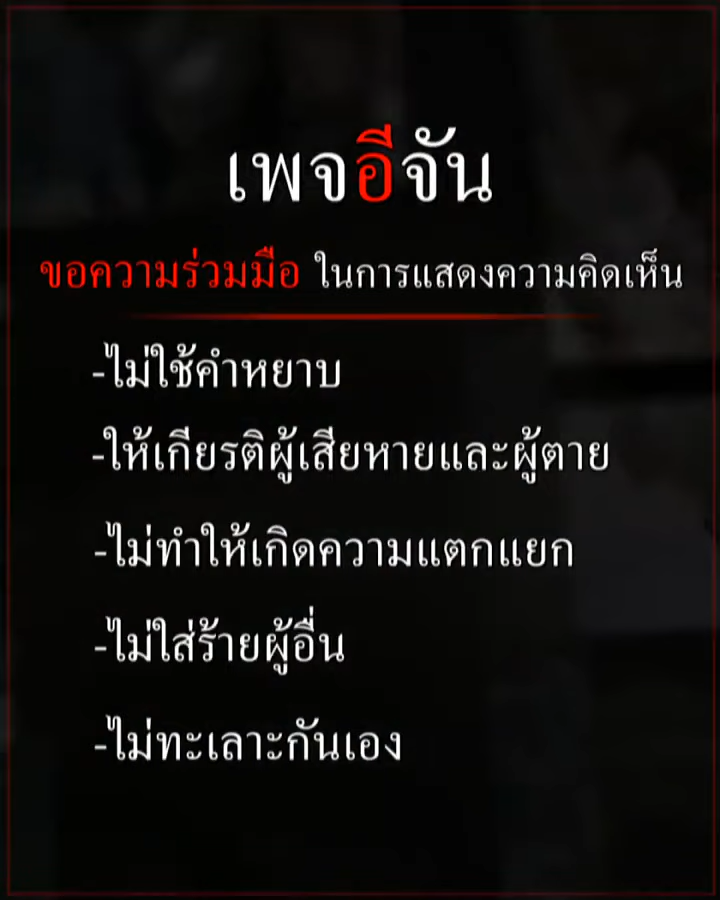 เพจอีจัน
ขอความร่วมมือ ในการแสดงความคิดเห็น
-ไม่ใช้คำหยาบ
-ให้เกียรติผู้เสียหายและผู้ตาย
-ไม่ทำให้เกิดความแตกแยก
-ไม่ใส่ร้ายผู้อื่น
-ไม่ทะเลาะกันเอง